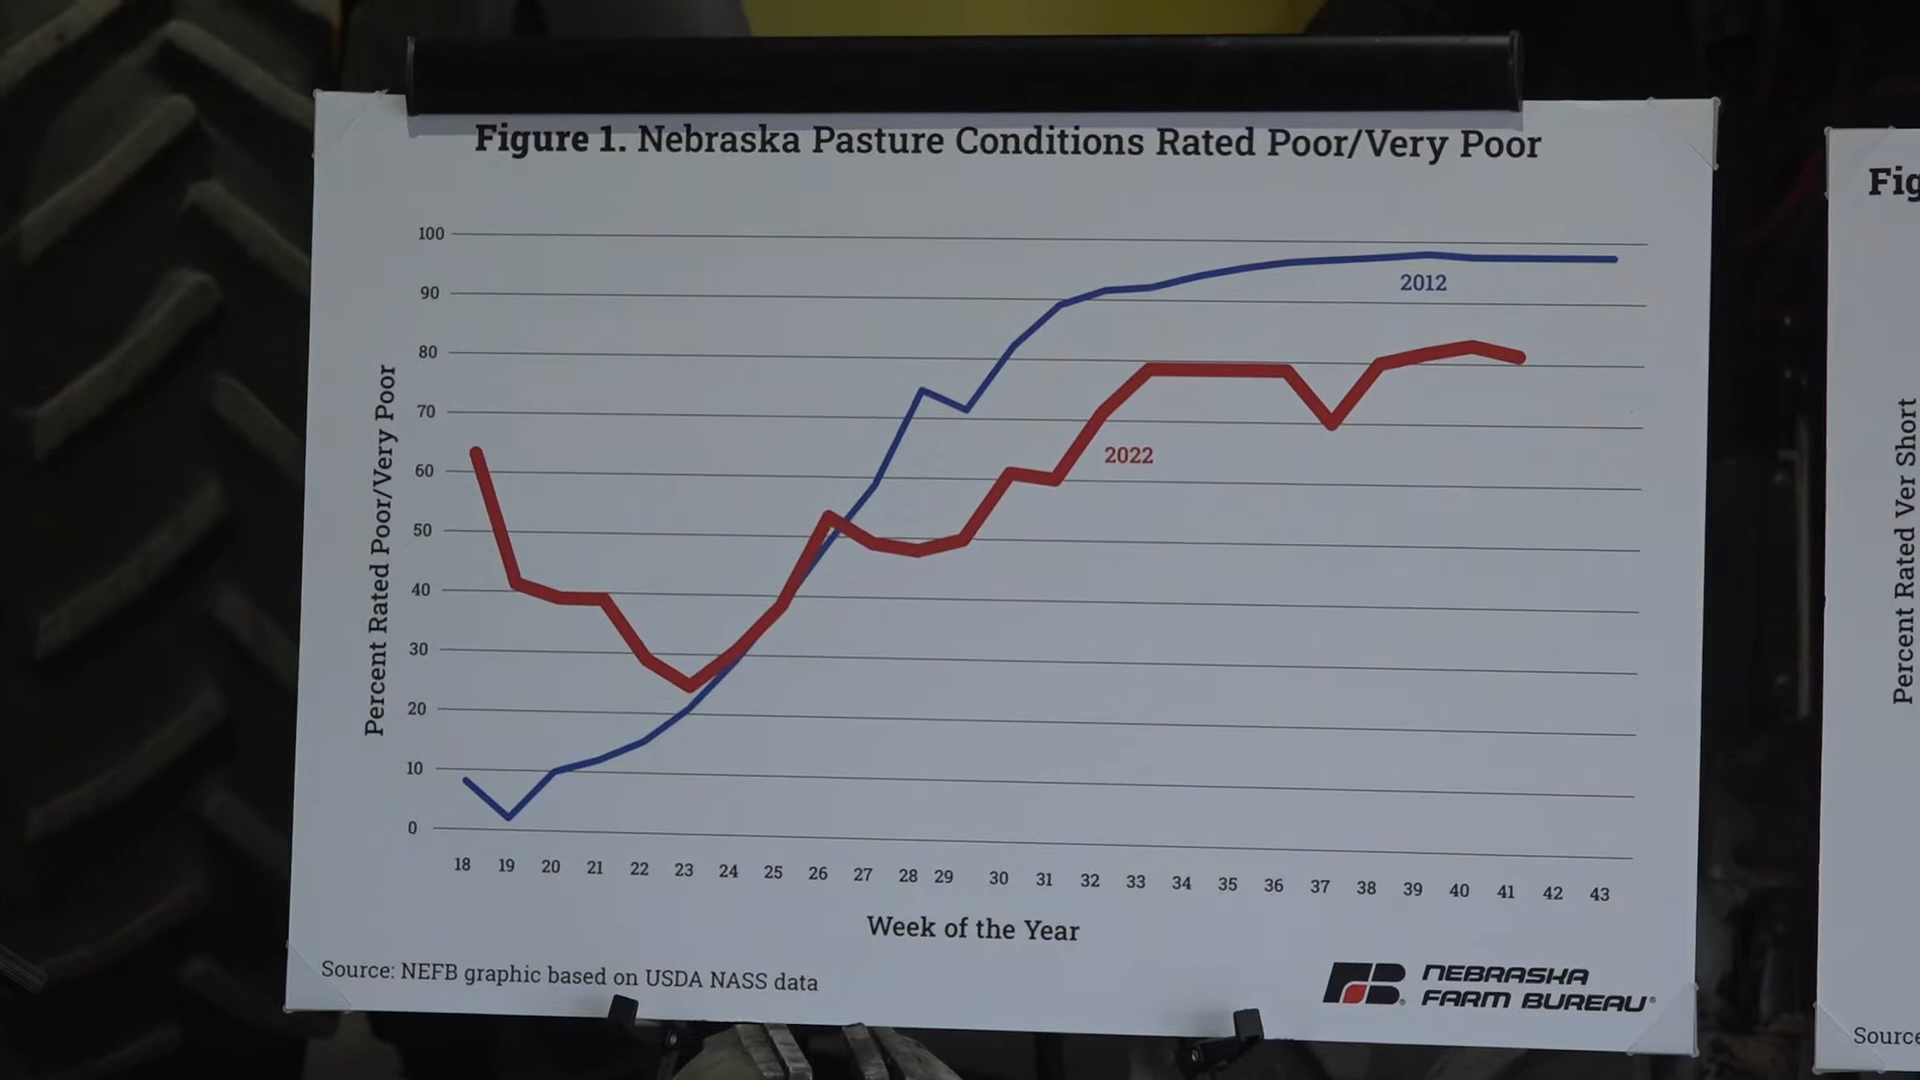 Figure 1. Nebraska Pasture Conditions Rated Poor/Very Poor
100
90
80
70
60
50
40
30
20
10
0
Percent Rated Poor/Very Poor
2012
2022
18 19 20 21 22 23 24 25 26 27 28 29 30 31 32 33 34 35 36 37 38 39 40 41 42 43
Week of the Year
Source: NEFB graphic based on USDA NASS data
NEBRASKA
FARM BUREAU®
Fig
Percent Rated Ver Short
Source